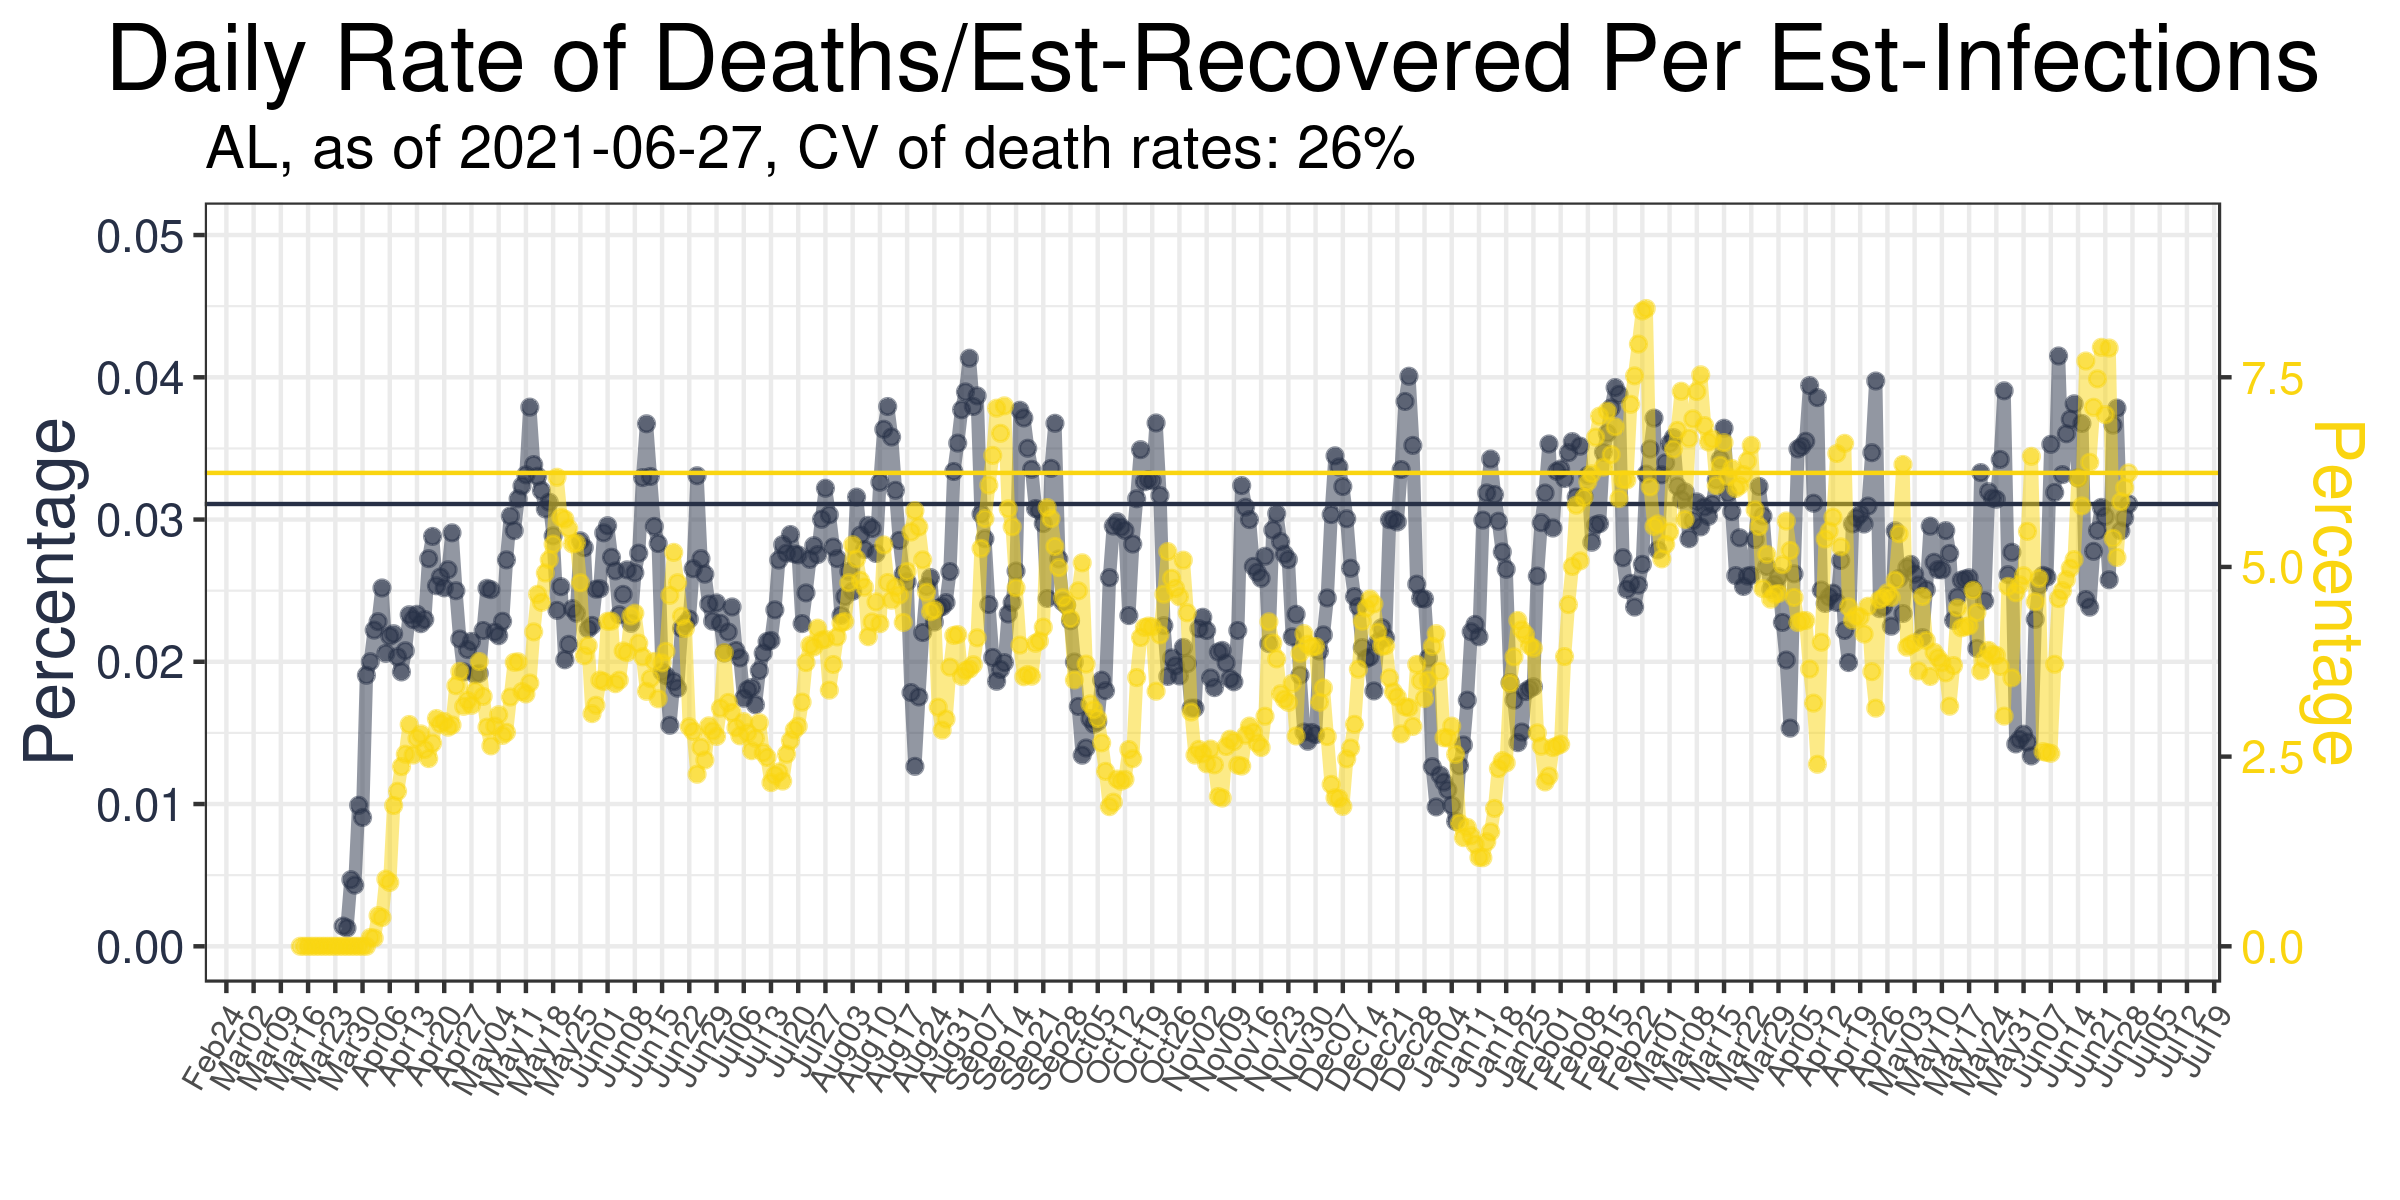 Daily Rate of Deaths/Est-Recovered Per Est-Infections
AL, as of 2021-06-27, CV of death rates: 26%
Percentage
0.05
0.04
0.03
0.02
0.01
0.00
7.5
5.0
2.5
0.0
Percentage
Feb24
Mar02
Mar09
Mar16
Mar23
Mar30
Apr06
Apr13
Apr20
Apr27
May04
May11
May18
May25
Jun01
Jun08
Jun15
Jun22
Jun29
Jul06
Jul13
Jul20
Jul27
Aug03
Aug10
Aug17
Aug24
Aug31
Sep07
Sep14
Sep21
Sep28
Oct05
Oct12
Oct19
Oct26
Nov02
Nov09
Nov16
Nov23
Nov30
Dec07
Dec14
Dec21
Dec28
Jan04
Jan11
Jan18
Jan25
Feb01
Feb08
Feb15
Feb22
Mar01
Mar08
Mar15
Mar22
Mar29
Apr05
Apr12
Apr19
Apr26
May03
May10
May17
May24
May31
Jun07
Jun14
Jun21
Jun28
Jul05
Jul12
Jul19